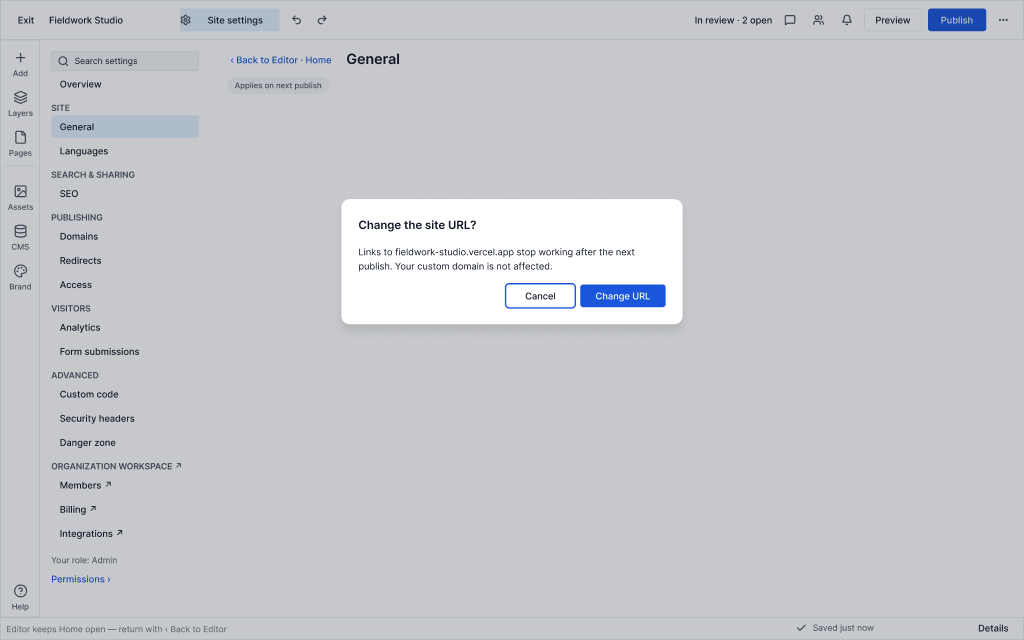 Exit
Fieldwork Studio
Site settings
In review · 2 open
Preview
Publish
Add
Layers
Pages
Assets
CMS
Brand
Help
Search settings
Overview
SITE
General
Languages
SEARCH & SHARING
SEO
PUBLISHING
Domains
Redirects
Access
VISITORS
Analytics
Form submissions
ADVANCED
Custom code
Security headers
Danger zone
ORGANIZATION WORKSPACE ↗
Members ↗
Billing ↗
Integrations ↗
Your role: Admin
Permissions ›
‹ Back to Editor · Home
General
Applies on next publish
Change the site URL?
Links to fieldwork-studio.vercel.app stop working after the next
publish. Your custom domain is not affected.
Cancel
Change URL
Editor keeps Home open — return with ‹ Back to Editor
Saved just now
Details